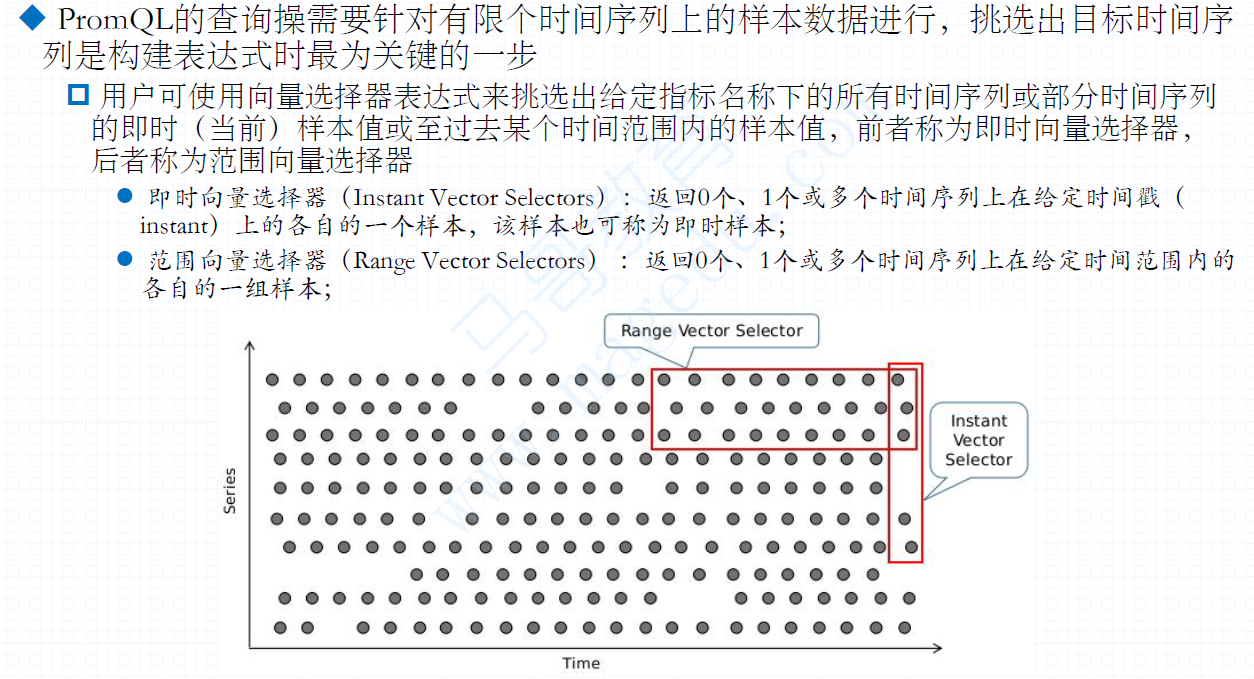 PromQL的查询操需要针对有限个时间序列上的样本数据进行，挑选出目标时间序
列是构建表达式时最为关键的一步
用户可使用向量选择器表达式来挑选出给定指标名称下的所有时间序列或部分时间序列
的即时（当前）样本值或至过去某个时间范围内的样本值，前者称为即时向量选择器，
后者称为范围向量选择器
即时向量选择器（Instant Vector Selectors）：返回0个、1个或多个时间序列上在给定时间戳（
instant）上的各自的一个样本，该样本也可称为即时样本；
范围向量选择器（Range Vector Selectors）：返回0个、1个或多个时间序列上在给定时间范围内的
各自的一组样本；
Range Vector Selector
Instant
Vector
Selector
Series
Time
马哥教育
www.magedu.com